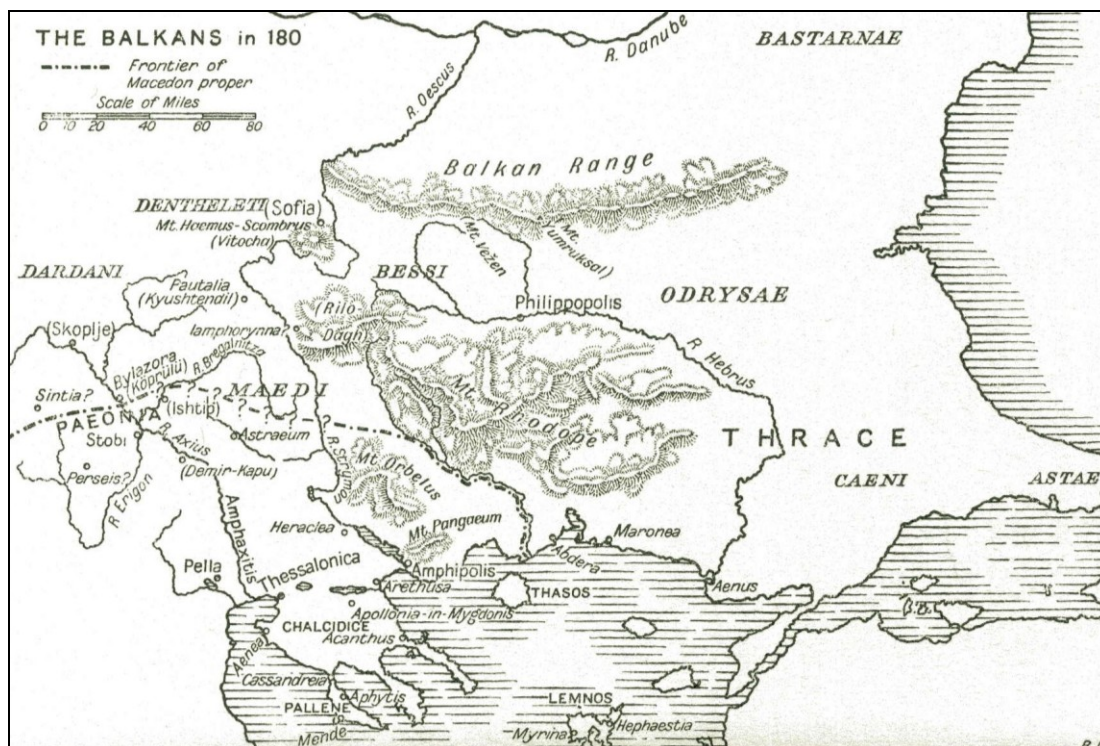 THE BALKANS in 180
Frontier of
Macedon proper
Scale of Miles
0 10 20 40 60 80
R. Danube
BASTARNAE
R. Oescus
Balkan Range
DENTHELETI
(Sofia)
Mt. Haemus-Scombrus
(Vitocha)
Mt. Vežen
Mt.
Yumruksal)
DARDANI
BESSI
Pautalia
(Kyushtendil)
Philippopolis
ODRYSAE
(Rilo-
Dagh)
Iamphorynna?
(Skoplje)
R. Bregalnitza
R. Hebrus
Bylazora
(Köprülü)
MAEDI
? ? ? ?
Sintia?
(Ishtip)
PAEONIA
Mt. Rhodope
THRACE
Stobi
Astraeum
R. Axius
R. Strumon
Mt. Orbelus
Perseis?
(Demir-Kapu)
CAENI
ASTAE
R. Erigon
Amphaxitis
Heraclea
Mt. Pangaeum
Maronea
Abdera
Pella
Thessalonica
Amphipolis
Aenus
Arethusa
THASOS
Apollonia-in-Mygdonis
CHALCIDICE
Acanthus
Aenea
Cassandreia
Aphytis
PALLENE
LEMNOS
Mende
Myrina
Hephaestia